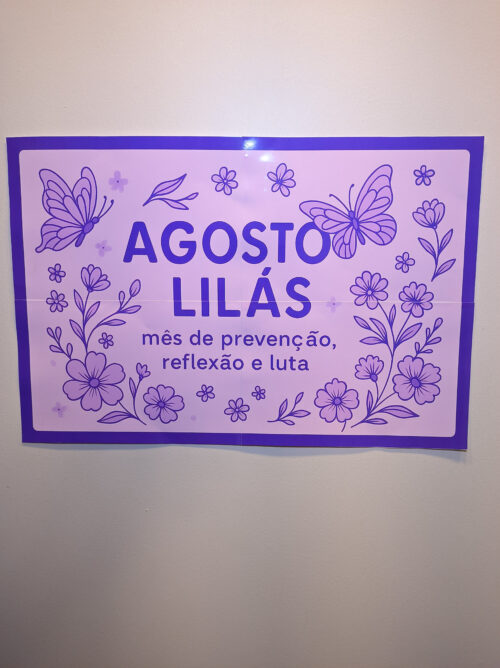 AGOSTO
LILÁS
mês de prevenção,
reflexão e luta